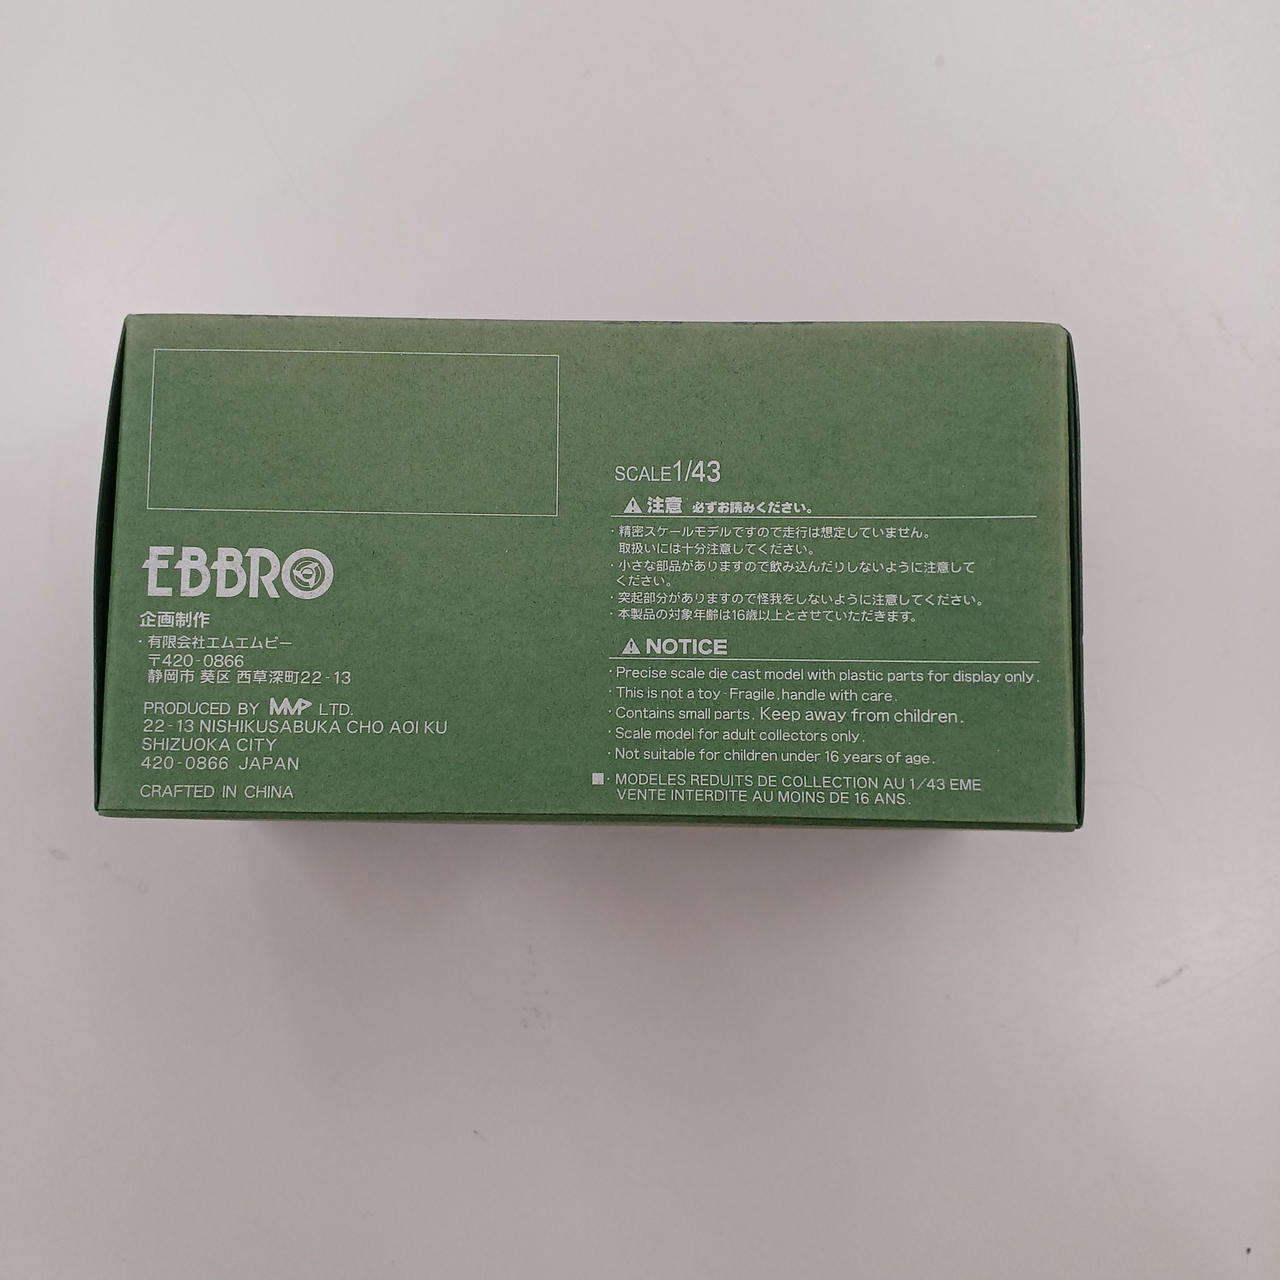 EBBRO
企画制作
・有限会社エムエムピー
〒420-0866
静岡市 葵区 西草深町22-13
PRODUCED BY MMP LTD.
22-13 NISHIKUSABUKA CHO AOI KU
SHIZUOKA CITY
420-0866 JAPAN
CRAFTED IN CHINA
SCALE1/43
注意 必ずお読みください。
・精密スケールモデルですので走行は想定していません。
取扱いには十分注意してください。
・小さな部品がありますので飲み込んだりしないように注意して
ください。
・突起部分がありますので怪我をしないように注意してください。
・本製品の対象年齢は16歳以上とさせていただきます。
NOTICE
・Precise scale die cast model with plastic parts for display only.
・This is not a toy-Fragile, handle with care.
・Contains small parts. Keep away from children.
・Scale model for adult collectors only.
・Not suitable for children under 16 years of age.
・MODELES REDUITS DE COLLECTION AU 1/43 EME
VENTE INTERDITE AU MOINS DE 16 ANS.